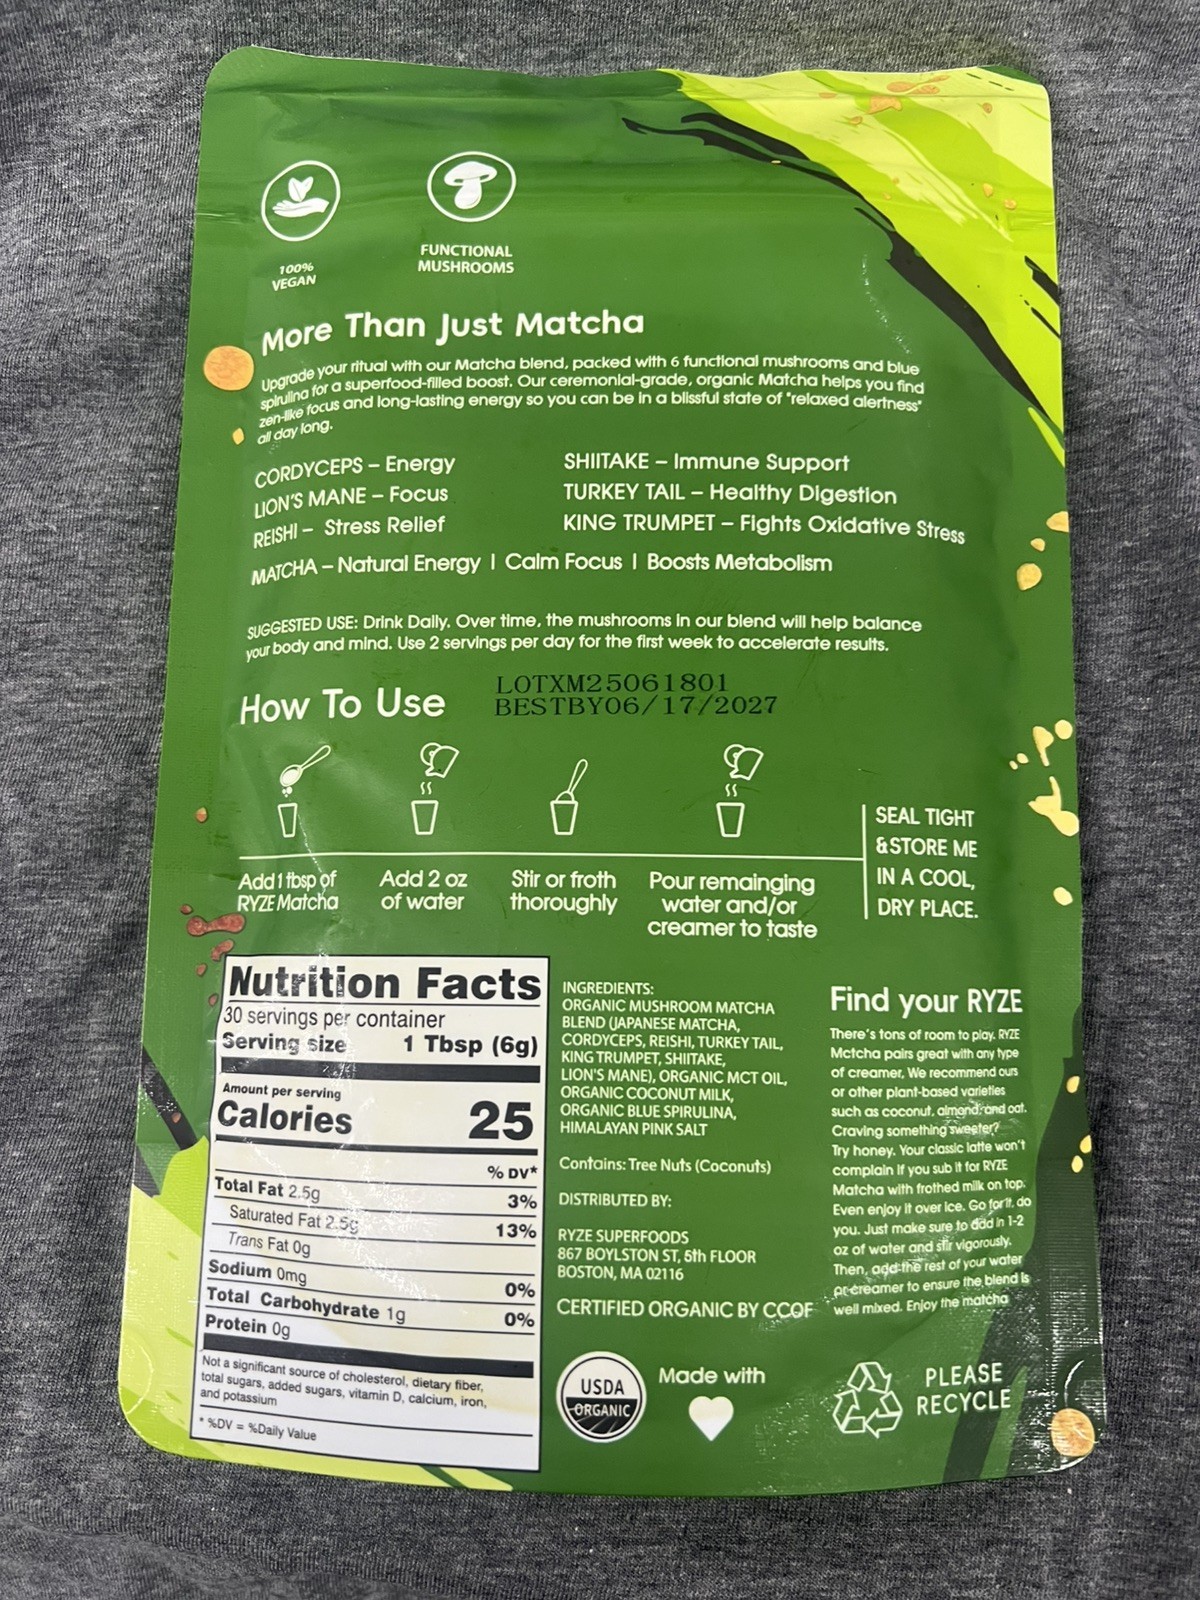 100%
VEGAN
FUNCTIONAL
MUSHROOMS
More Than Just Matcha
Upgrade your ritual with our Matcha blend, packed with 6 functional mushrooms and blue
spirulina for a superfood-filled boost. Our ceremonial-grade, organic Matcha helps you find
zen-like focus and long-lasting energy so you can be in a blissful state of "relaxed alertness"
all day long.
CORDYCEPS – Energy
LION'S MANE – Focus
REISHI – Stress Relief
SHIITAKE – Immune Support
TURKEY TAIL – Healthy Digestion
KING TRUMPET – Fights Oxidative Stress
MATCHA – Natural Energy | Calm Focus | Boosts Metabolism
SUGGESTED USE: Drink Daily. Over time, the mushrooms in our blend will help balance
your body and mind. Use 2 servings per day for the first week to accelerate results.
How To Use
LOTXM25061801
BESTBY06/17/2027
Add 1 tbsp of
RYZE Matcha
Add 2 oz
of water
Stir or froth
thoroughly
Pour remainging
water and/or
creamer to taste
SEAL TIGHT
& STORE ME
IN A COOL,
DRY PLACE.
Nutrition Facts
30 servings per container
Serving size 1 Tbsp (6g)
Amount per serving
Calories 25
% DV*
Total Fat 2.5g 3%
Saturated Fat 2.5g 13%
Trans Fat 0g
Sodium 0mg 0%
Total Carbohydrate 1g 0%
Protein 0g
Not a significant source of cholesterol, dietary fiber,
total sugars, added sugars, vitamin D, calcium, iron,
and potassium
* %DV = %Daily Value
INGREDIENTS:
ORGANIC MUSHROOM MATCHA
BLEND (JAPANESE MATCHA,
CORDYCEPS, REISHI, TURKEY TAIL,
KING TRUMPET, SHIITAKE,
LION'S MANE), ORGANIC MCT OIL,
ORGANIC COCONUT MILK,
ORGANIC BLUE SPIRULINA,
HIMALAYAN PINK SALT
Contains: Tree Nuts (Coconuts)
DISTRIBUTED BY:
RYZE SUPERFOODS
867 BOYLSTON ST, 5th FLOOR
BOSTON, MA 02116
CERTIFIED ORGANIC BY CCOF
USDA
ORGANIC
Made with
Find your RYZE
There's tons of room to play. RYZE
Matcha pairs great with any type
of creamer, We recommend ours
or other plant-based varieties
such as coconut, almond, and oat.
Craving something sweeter?
Try honey. Your classic latte won't
complain if you sub it for RYZE
Matcha with frothed milk on top.
Even enjoy it over ice. Go for it, do
you. Just make sure to add in 1-2
oz of water and stir vigorously.
Then, add the rest of your water
or creamer to ensure the blend is
well mixed. Enjoy the matcha
PLEASE
RECYCLE